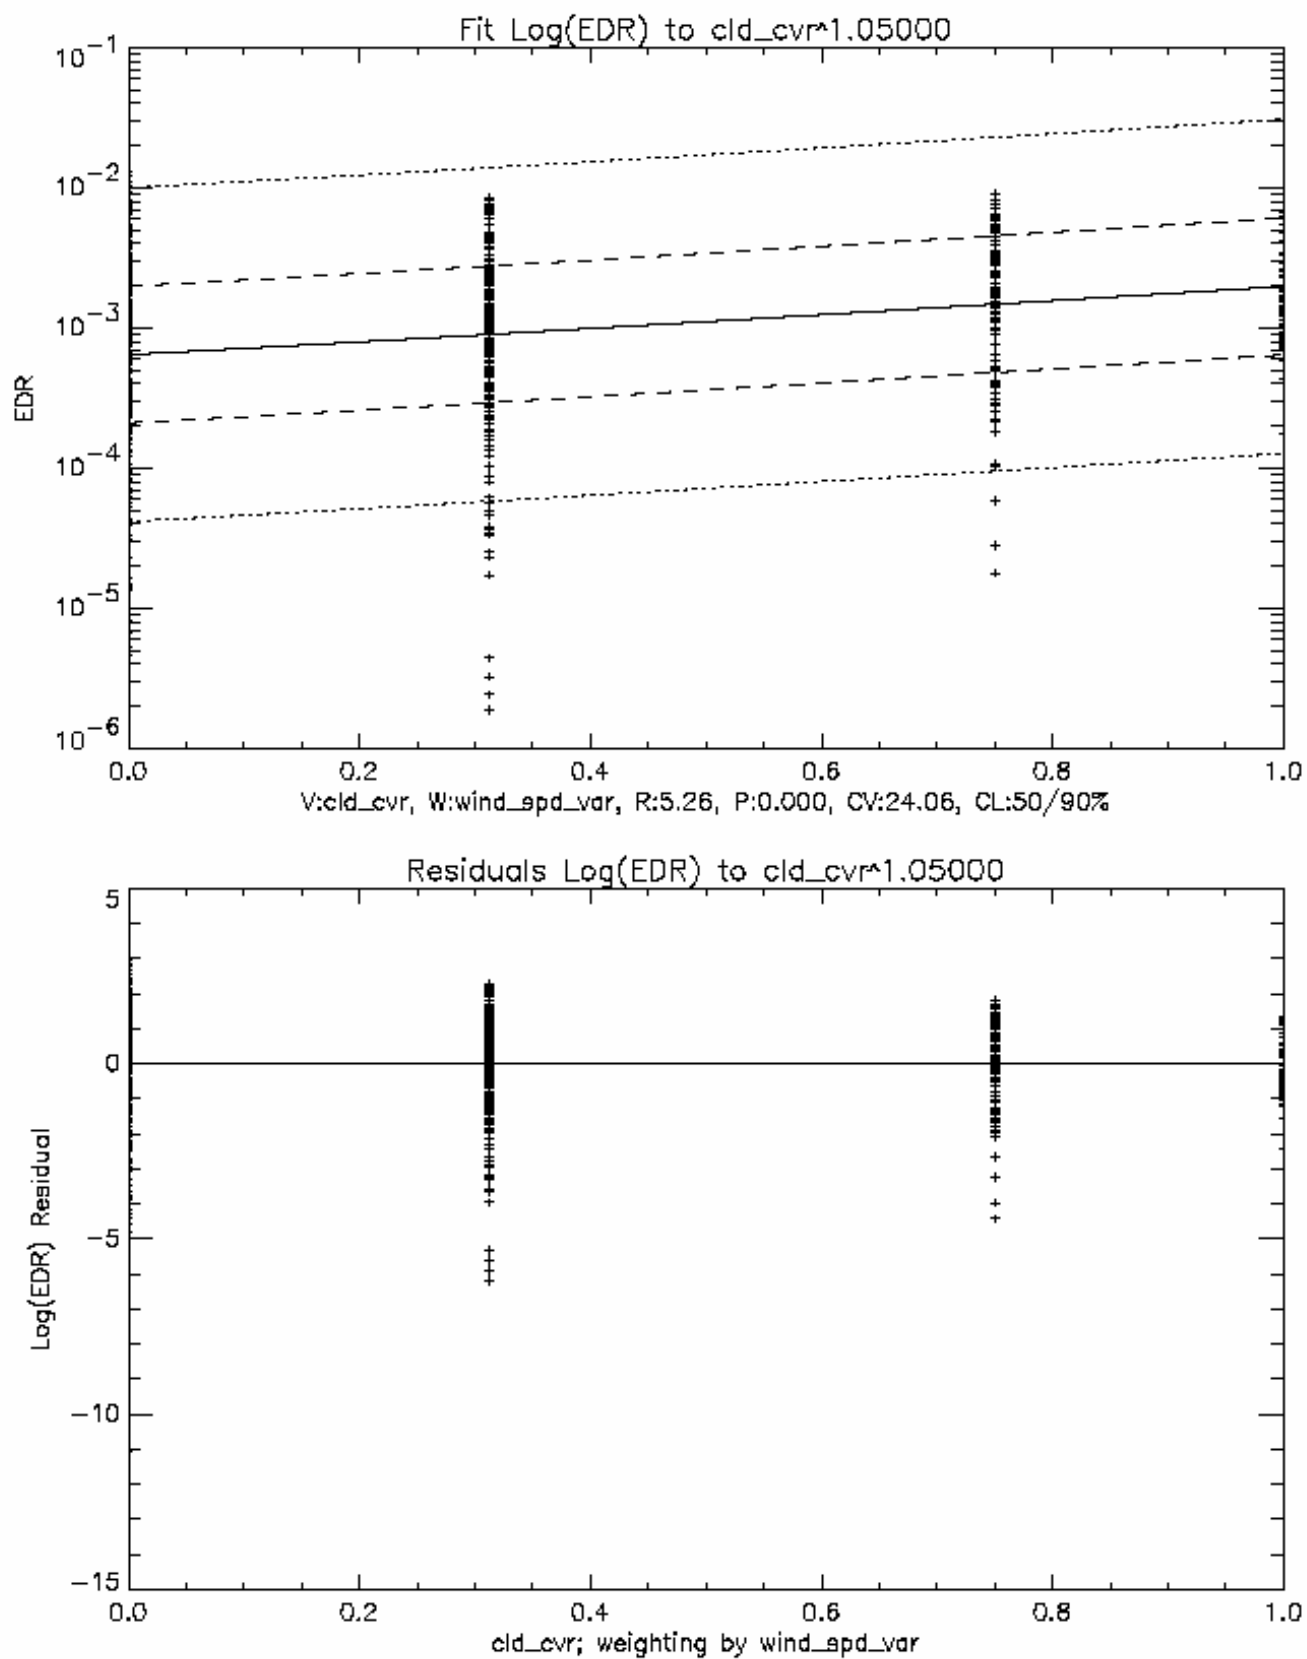 Fit Log(EDR) to cld_cvr^1.05000
10-1
10-2
10-3
EDR
10-4
10-5
10-6
0.0 0.2 0.4 0.6 0.8 1.0
V:cld_cvr, W:wind_spd_var, R:5.26, P:0.000, CV:24.06, CL:50/90%
Residuals Log(EDR) to cld_cvr^1.05000
5
0
Log(EDR) Residual
-5
-10
-15
0.0 0.2 0.4 0.6 0.8 1.0
cld_cvr; weighting by wind_spd_var